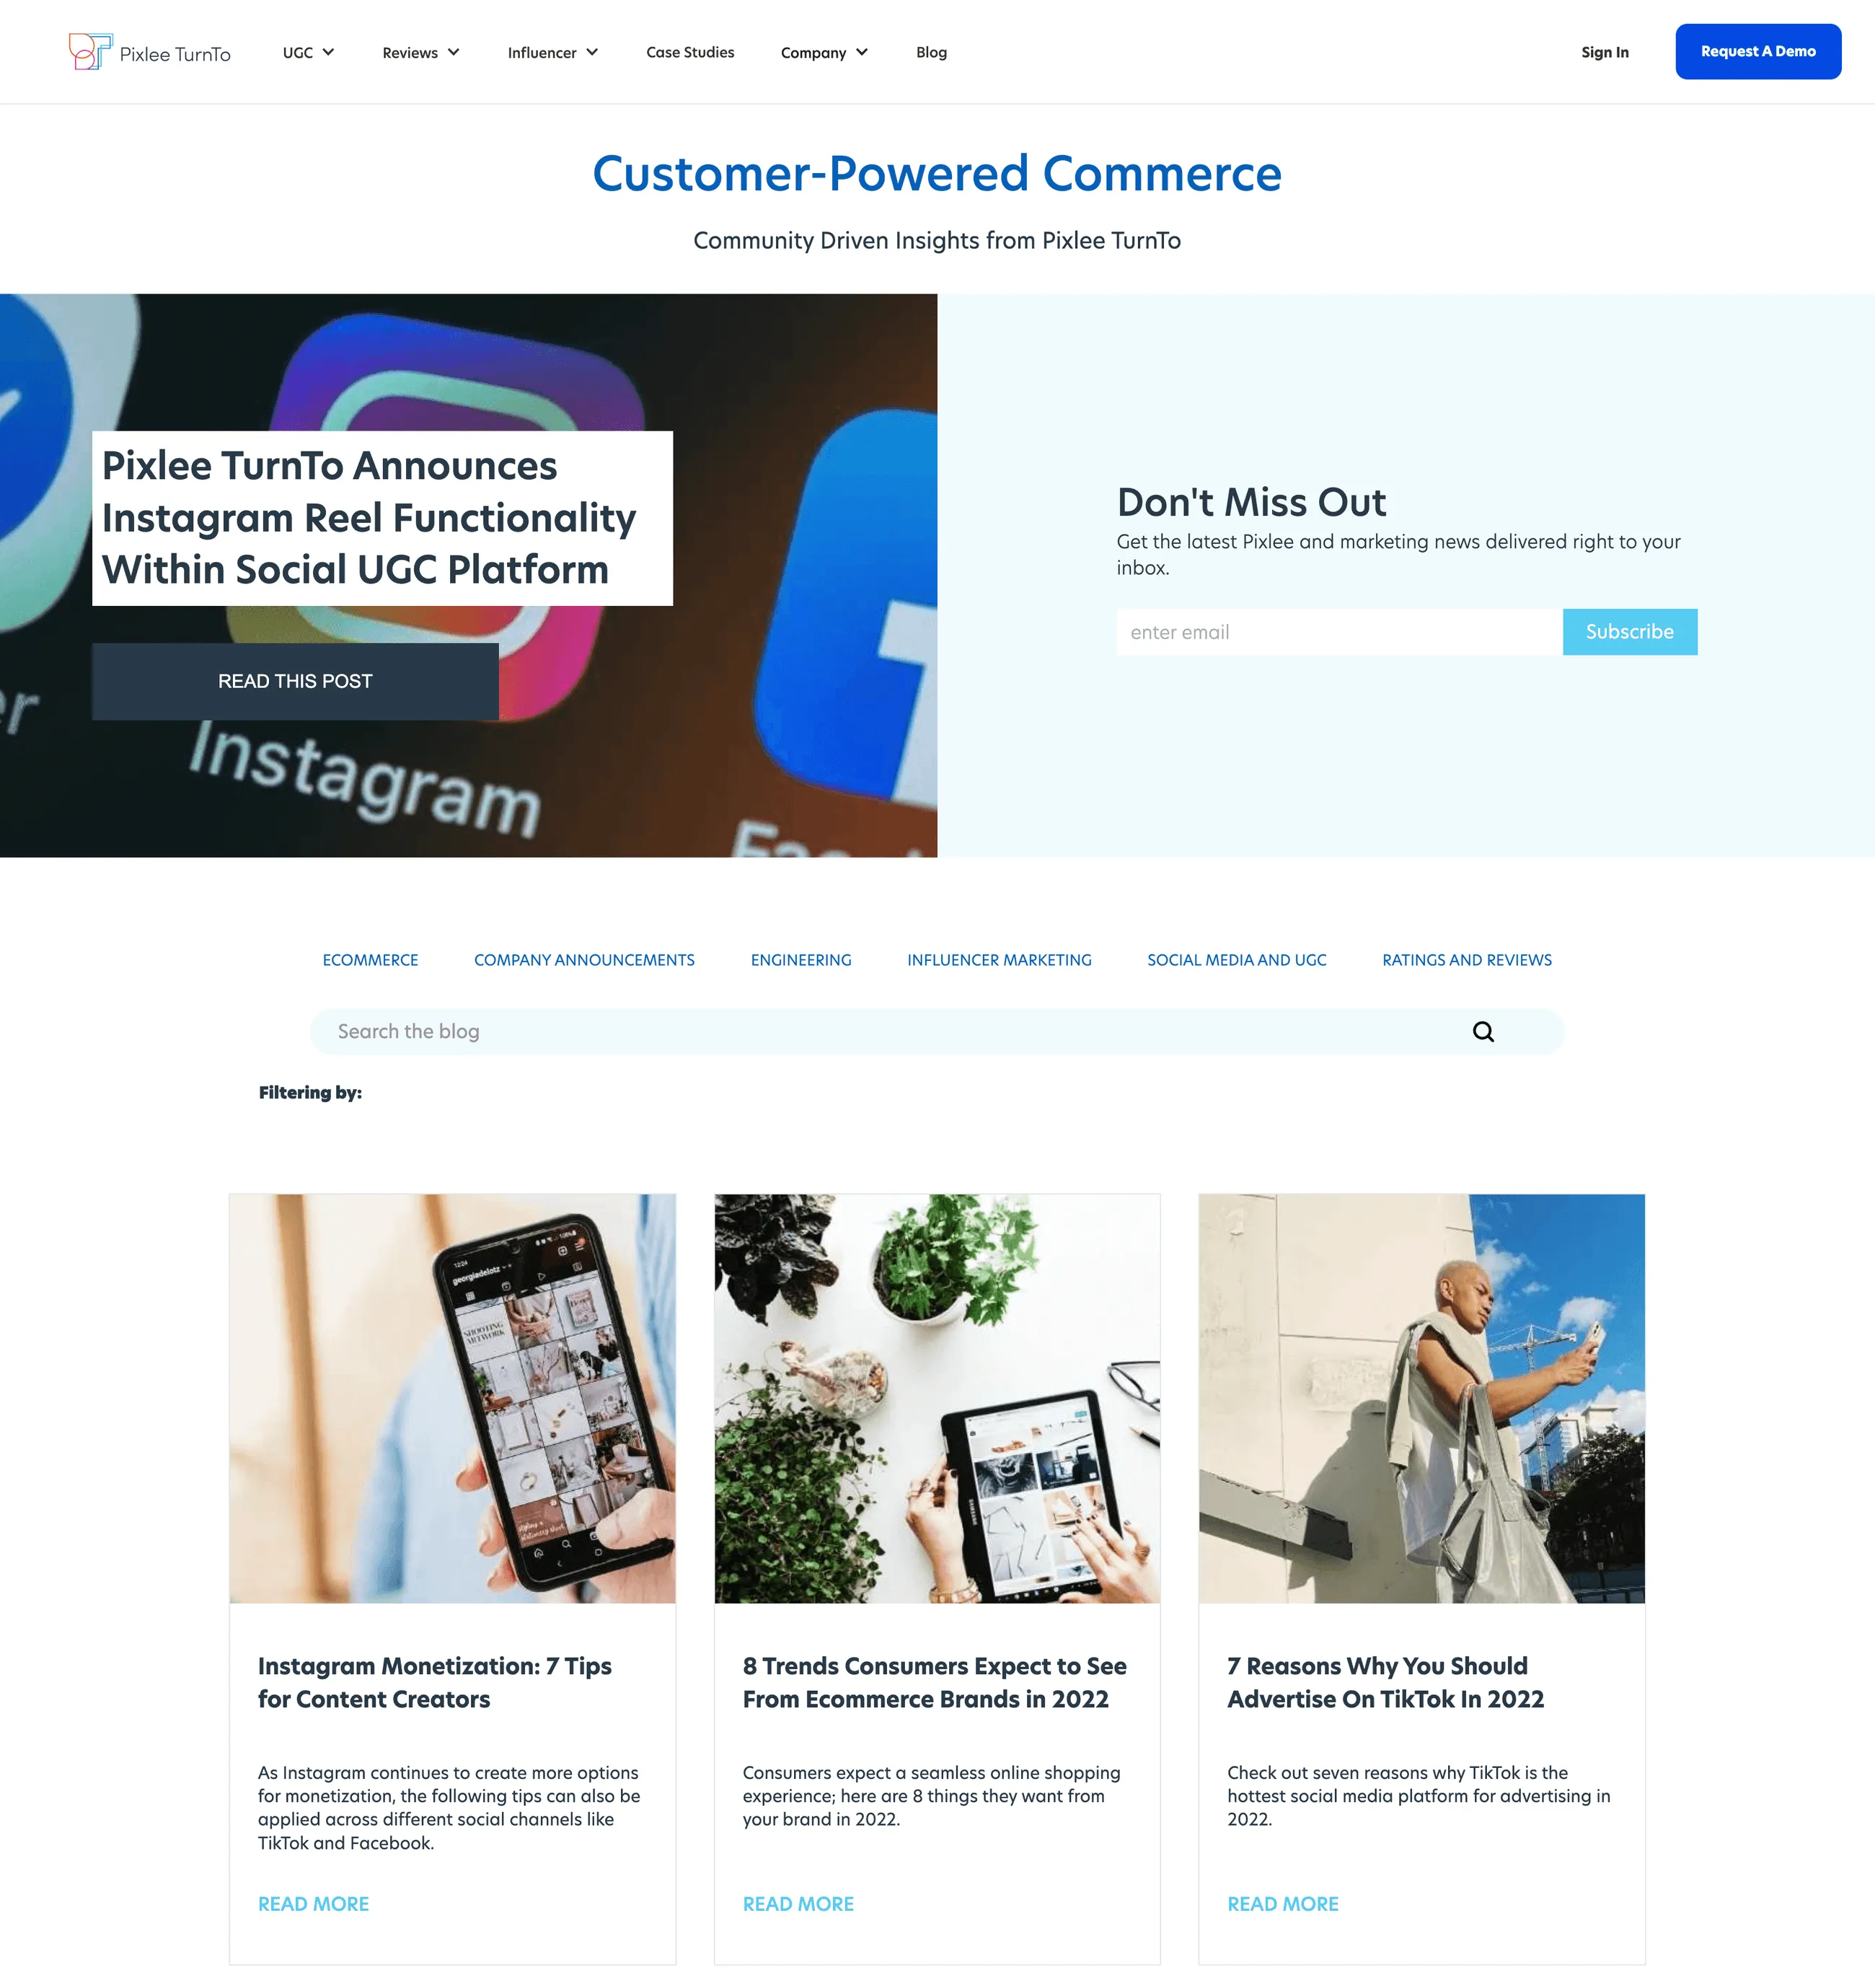 Pixlee TurnTo
UGC
Reviews
Influencer
Case Studies
Company
Blog
Sign In
Request A Demo
Customer-Powered Commerce
Community Driven Insights from Pixlee TurnTo
Pixlee TurnTo Announces
Instagram Reel Functionality
Within Social UGC Platform
READ THIS POST
er
Instagram
Don't Miss Out
Get the latest Pixlee and marketing news delivered right to your
inbox.
enter email
Subscribe
ECOMMERCE
COMPANY ANNOUNCEMENTS
ENGINEERING
INFLUENCER MARKETING
SOCIAL MEDIA AND UGC
RATINGS AND REVIEWS
Search the blog
Filtering by:
12:24
georgiadelotz
SHOOTING
ARTWORK
SAMSUNG
Instagram Monetization: 7 Tips
for Content Creators
As Instagram continues to create more options
for monetization, the following tips can also be
applied across different social channels like
TikTok and Facebook.
READ MORE
8 Trends Consumers Expect to See
From Ecommerce Brands in 2022
Consumers expect a seamless online shopping
experience; here are 8 things they want from
your brand in 2022.
READ MORE
7 Reasons Why You Should
Advertise On TikTok In 2022
Check out seven reasons why TikTok is the
hottest social media platform for advertising in
2022.
READ MORE